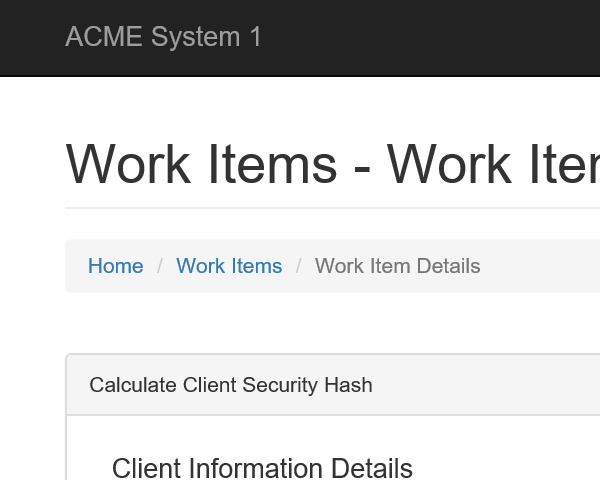 ACME System 1
Work Items - Work Iter
Home / Work Items / Work Item Details
Calculate Client Security Hash
Client Information Details